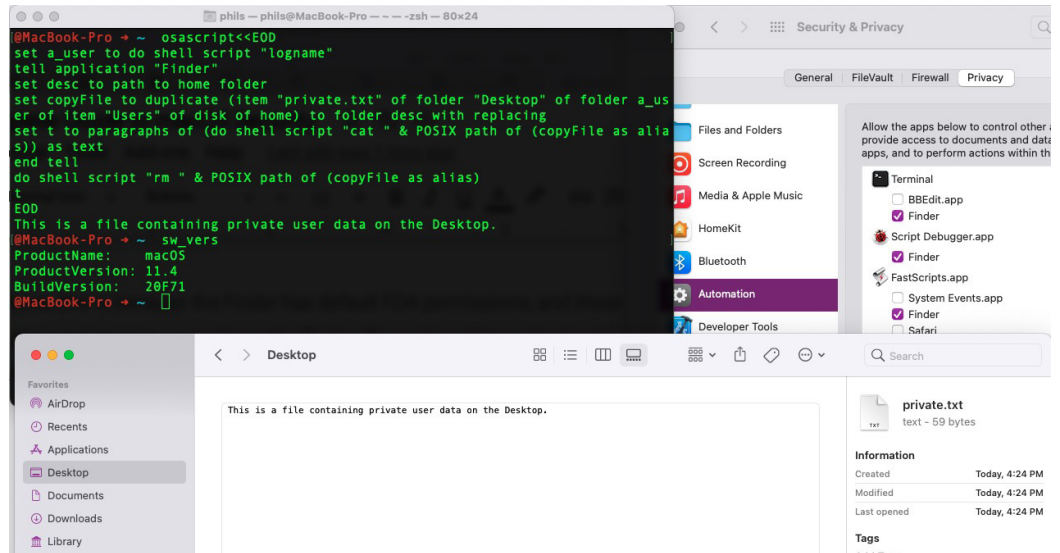 phils — phils@MacBook-Pro — ~ — -zsh — 80×24
[@MacBook-Pro ➜ ~ osascript<<EOD ]
set a_user to do shell script "logname"
tell application "Finder"
set desc to path to home folder
set copyFile to duplicate (item "private.txt" of folder "Desktop" of folder a_us
er of item "Users" of disk of home) to folder desc with replacing
set t to paragraphs of (do shell script "cat " & POSIX path of (copyFile as alia
s)) as text
end tell
do shell script "rm " & POSIX path of (copyFile as alias)
t
EOD
This is a file containing private user data on the Desktop.
[@MacBook-Pro ➜ ~ sw_vers ]
ProductName: macOS
ProductVersion: 11.4
BuildVersion: 20F71
@MacBook-Pro ➜ ~
Security & Privacy
General FileVault Firewall Privacy
Files and Folders
Screen Recording
Media & Apple Music
HomeKit
Bluetooth
Automation
Developer Tools
Allow the apps below to control other
provide access to documents and data
apps, and to perform actions within th
Terminal
BBEdit.app
Finder
Script Debugger.app
Finder
FastScripts.app
System Events.app
Finder
Safari
Desktop
Search
Favorites
AirDrop
Recents
Applications
Desktop
Documents
Downloads
Library
This is a file containing private user data on the Desktop.
TXT
private.txt
text - 59 bytes
Information
Created Today, 4:24 PM
Modified Today, 4:24 PM
Last opened Today, 4:24 PM
Tags